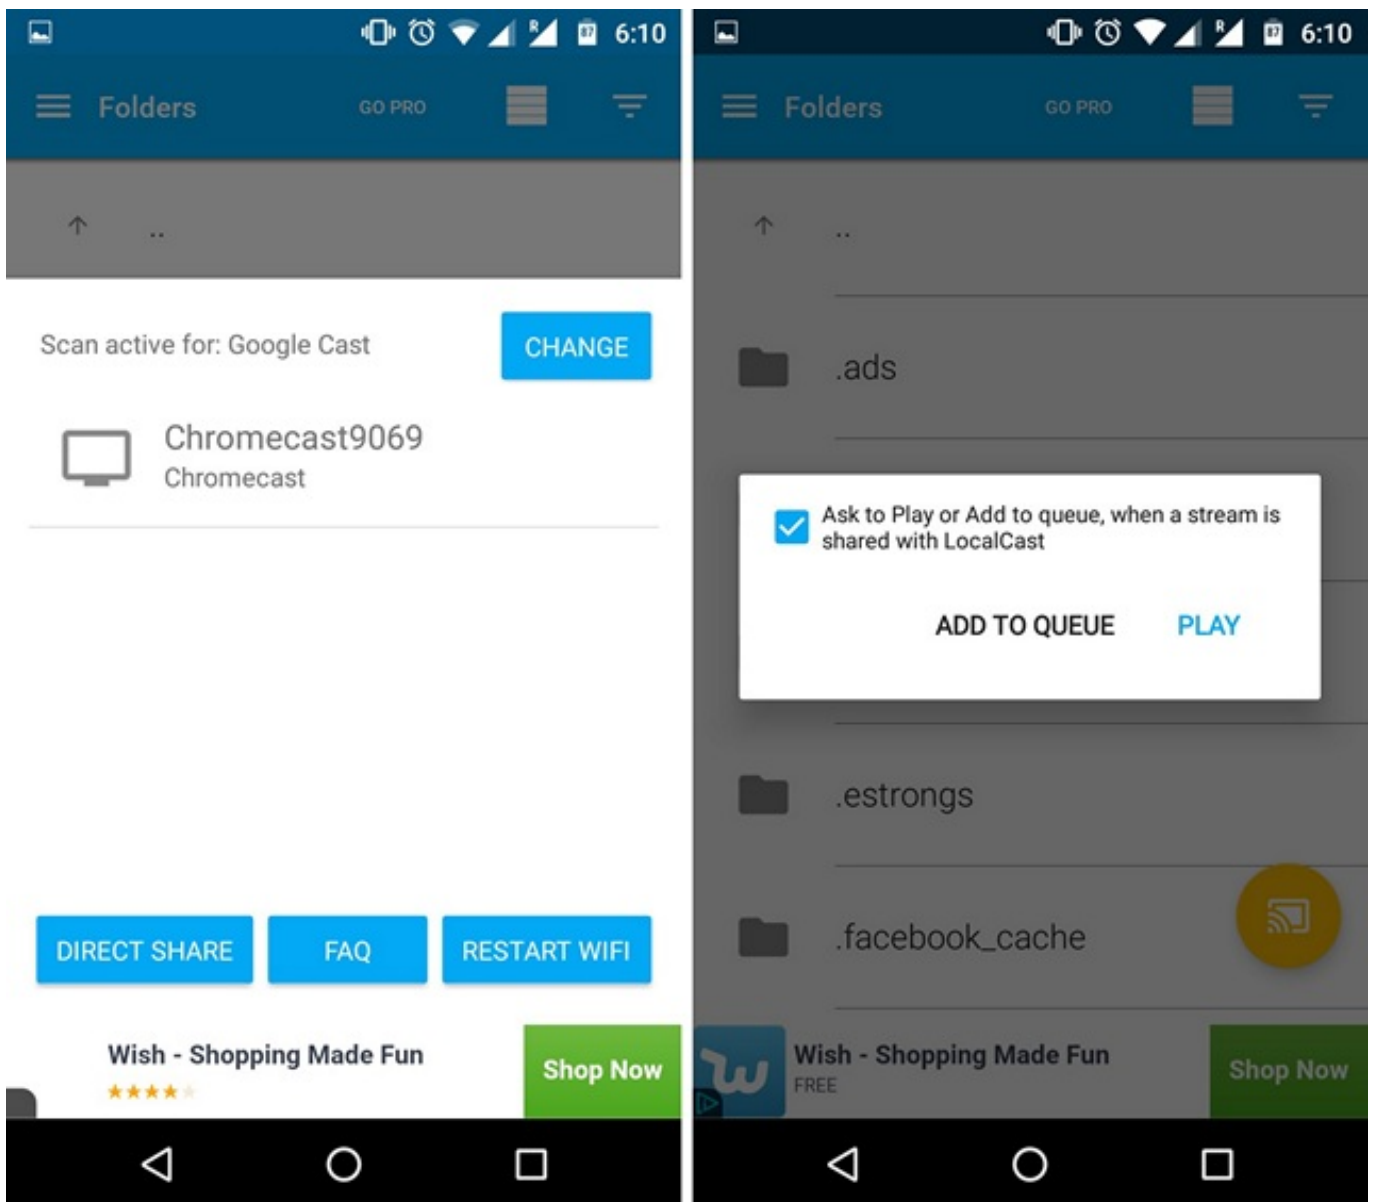 6:10
Folders
GO PRO
..
Scan active for: Google Cast
CHANGE
Chromecast9069
Chromecast
DIRECT SHARE
FAQ
RESTART WIFI
Wish - Shopping Made Fun
Shop Now
R
87
R
87
6:10
Folders
GO PRO
..
.ads
Ask to Play or Add to queue, when a stream is
shared with LocalCast
ADD TO QUEUE
PLAY
.estrongs
.facebook_cache
Wish - Shopping Made Fun
FREE
Shop Now